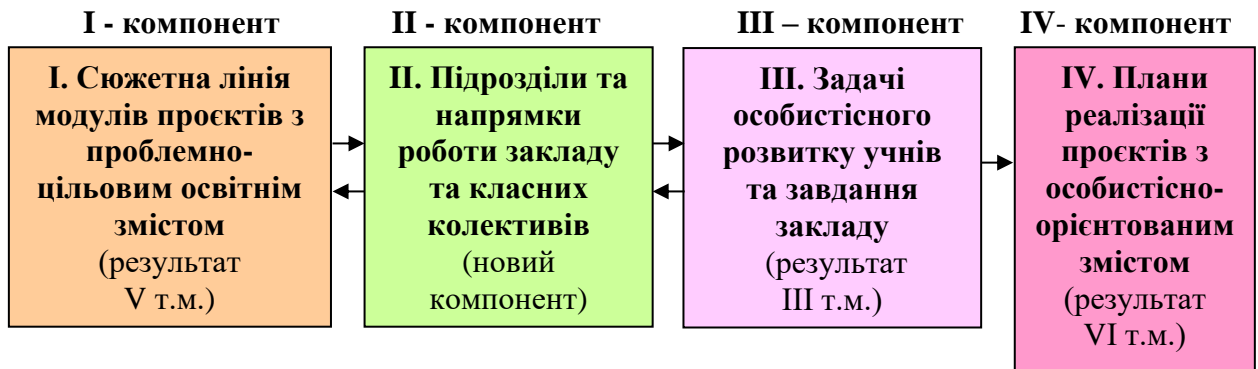 I - компонент
II - компонент
III – компонент
IV- компонент
I. Сюжетна лінія
модулів проєктів з
проблемно-
цільовим освітнім
змістом
(результат
V т.м.)
II. Підрозділи та
напрямки
роботи закладу
та класних
колективів
(новий
компонент)
III. Задачі
особистісного
розвитку учнів
та завдання
закладу
(результат
III т.м.)
IV. Плани
реалізації
проєктів з
особистісно-
орієнтованим
змістом
(результат
VI т.м.)